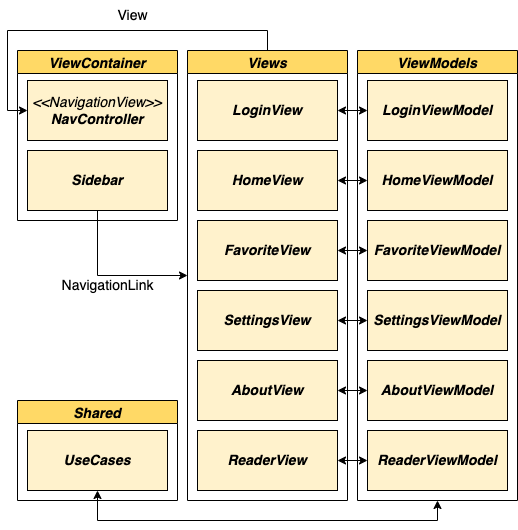 View
ViewContainer
Views
ViewModels
<<NavigationView>>
NavController
LoginView
LoginViewModel
Sidebar
HomeView
HomeViewModel
FavoriteView
FavoriteViewModel
NavigationLink
SettingsView
SettingsViewModel
AboutView
AboutViewModel
Shared
UseCases
ReaderView
ReaderViewModel